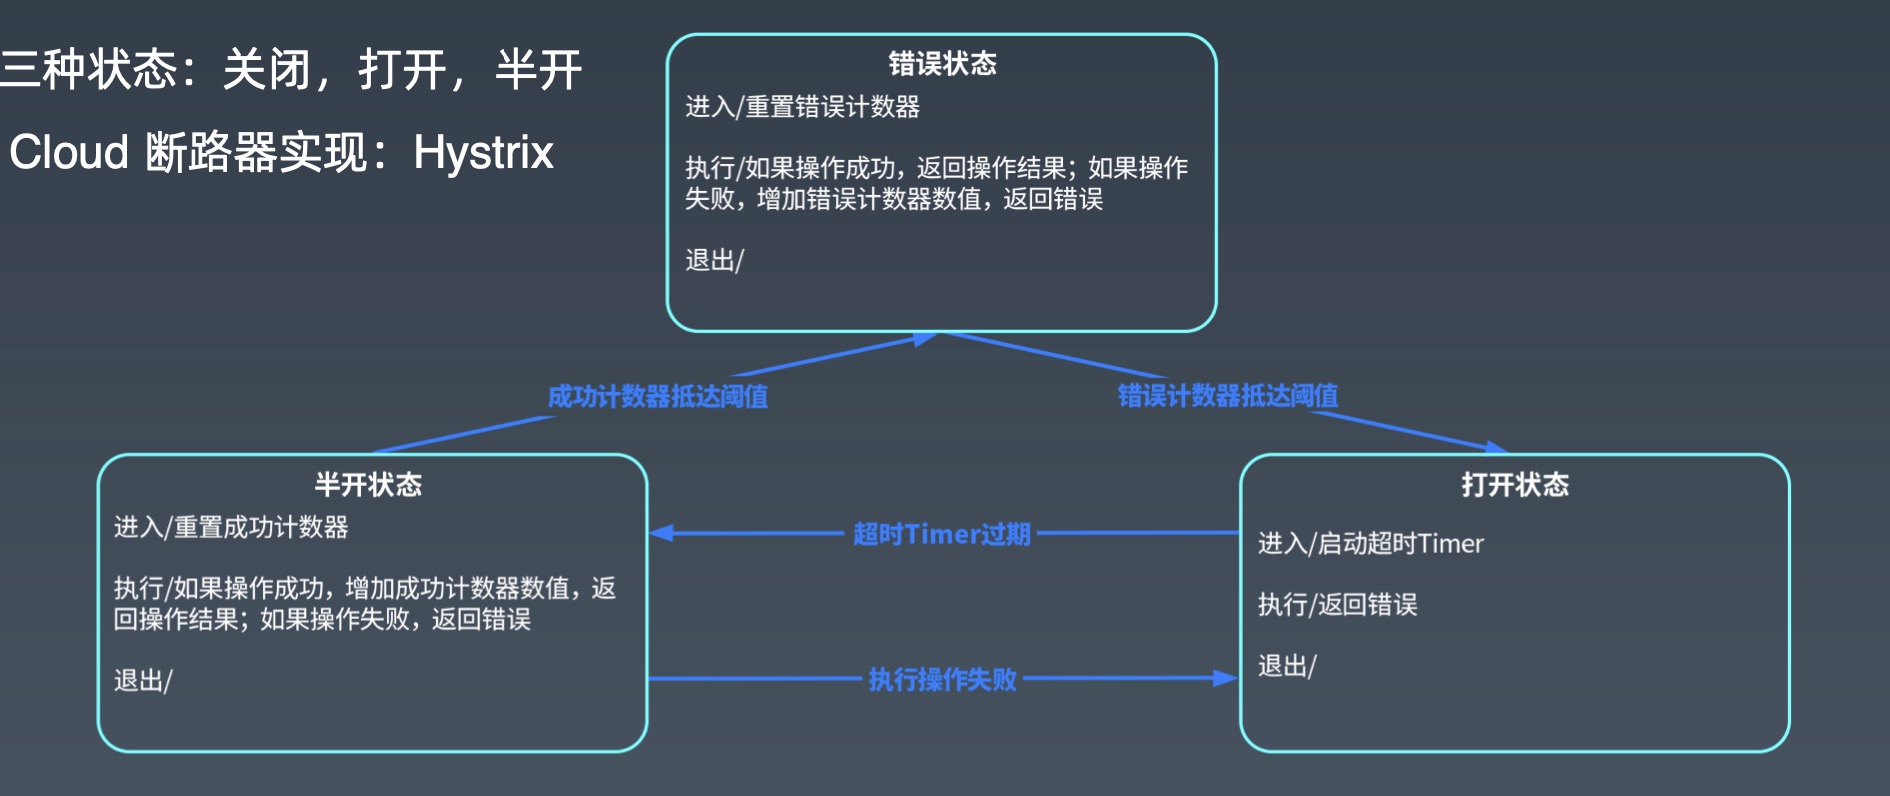 三种状态：关闭，打开，半开
Cloud 断路器实现：Hystrix
错误状态
进入/重置错误计数器
执行/如果操作成功，返回操作结果；如果操作
失败，增加错误计数器数值，返回错误
退出/
成功计数器抵达阈值
错误计数器抵达阈值
半开状态
进入/重置成功计数器
执行/如果操作成功，增加成功计数器数值，返
回操作结果；如果操作失败，返回错误
退出/
超时Timer过期
执行操作失败
打开状态
进入/启动超时Timer
执行/返回错误
退出/